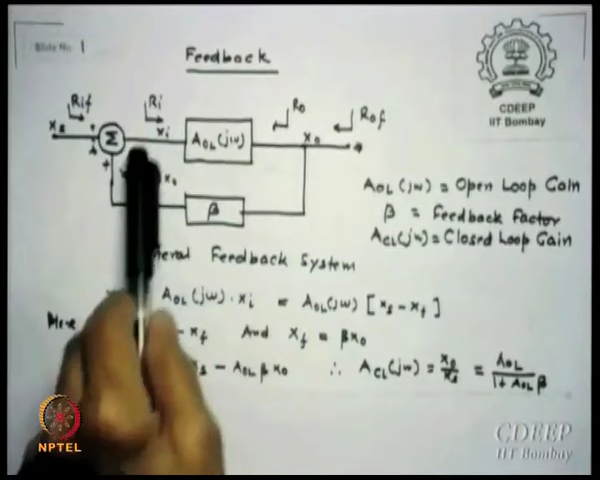 Slide No. 1
Feedback
Rif Ri Ro Rof
xs Σ xi AOL(jω) xo
β
AOL(jω) = Open Loop Gain
β = Feedback Factor
ACL(jω) = Closed Loop Gain
Feedback System
AOL(jω) · xi = AOL(jω) [xs - xf]
Here - xf And Xf = βxo
xs - AOL β xo ∴ ACL(jω) = xo/xs = AOL/1 + AOL β
CDEEP
IIT Bombay
NPTEL
CDEEP
IIT Bombay